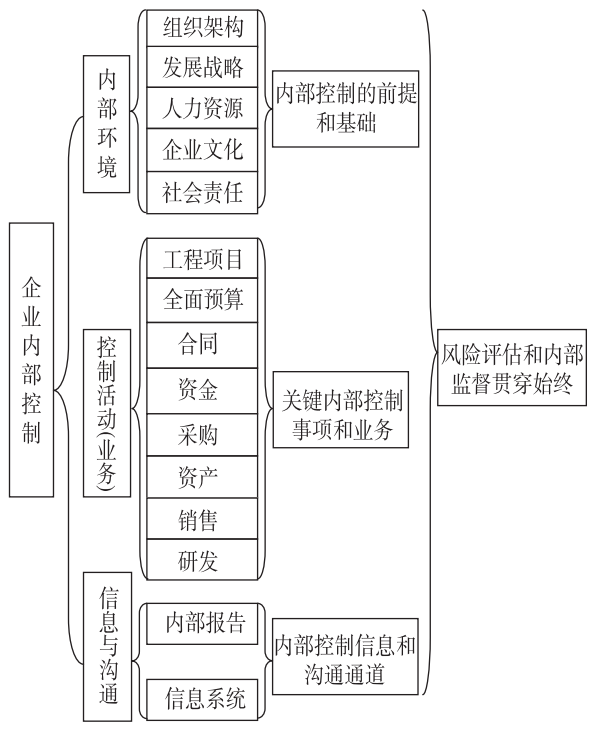 企业内部控制
内部环境
组织架构
发展战略
人力资源
企业文化
社会责任
内部控制的前提
和基础
控制活动(业务)
工程项目
全面预算
合同
资金
采购
资产
销售
研发
关键内部控制
事项和业务
信息与沟通
内部报告
信息系统
内部控制信息和
沟通通道
风险评估和内部
监督贯穿始终